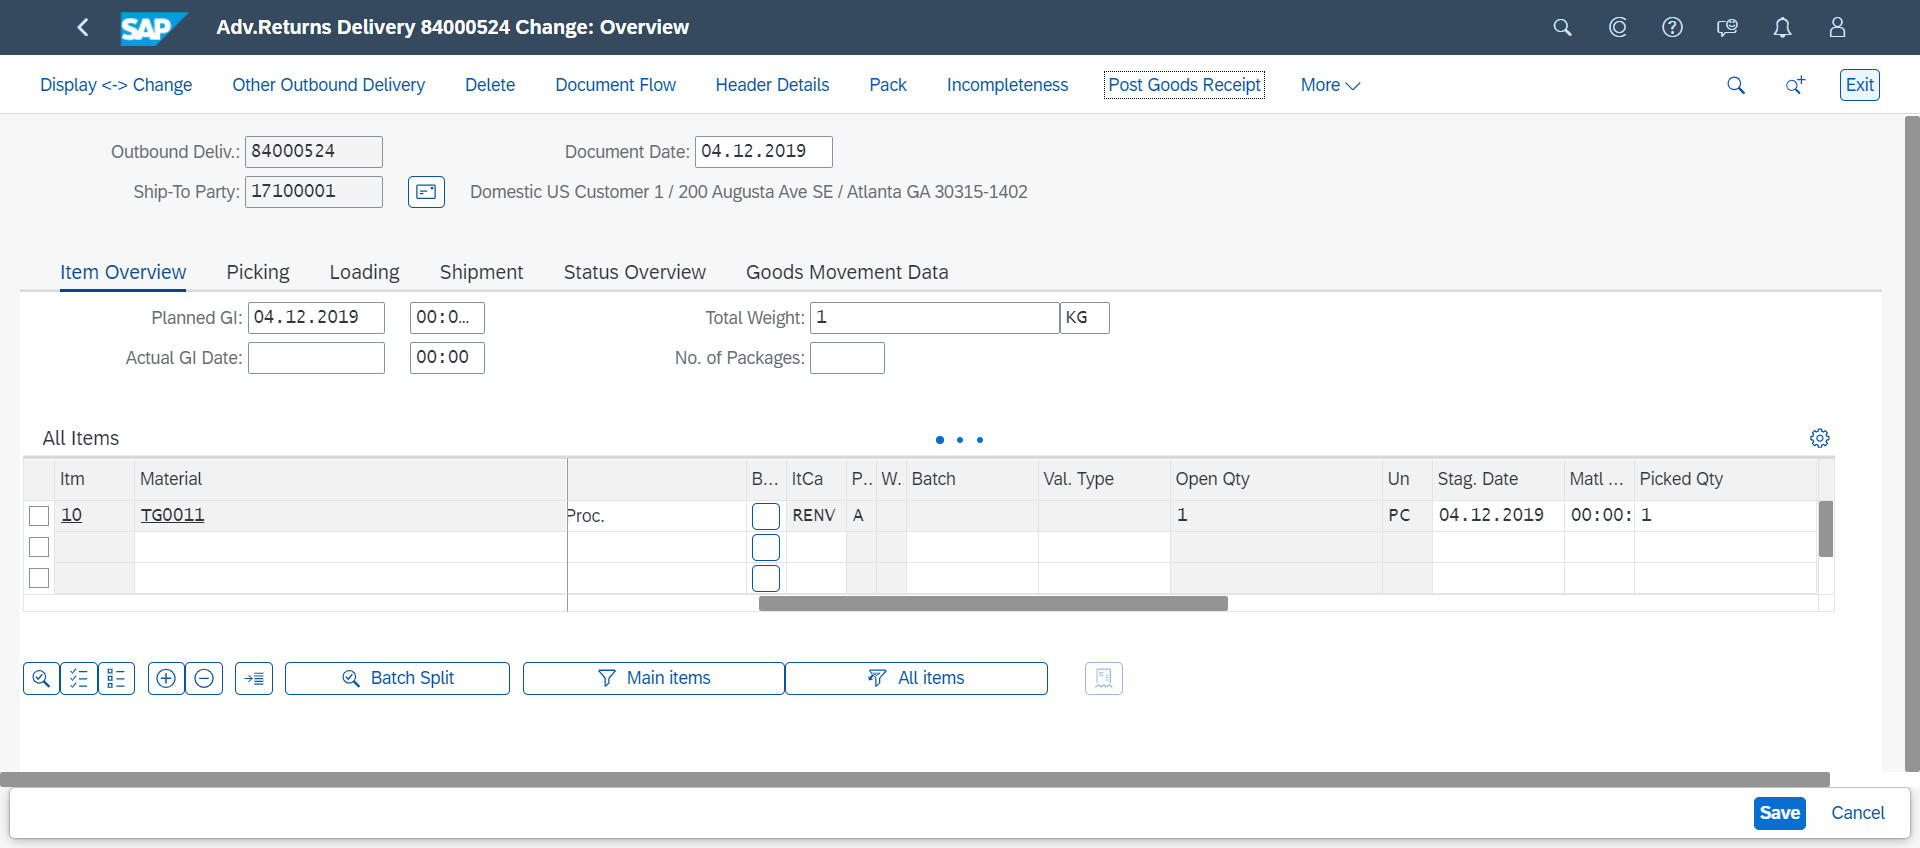 SAP Adv.Returns Delivery 84000524 Change: Overview
Display <-> Change Other Outbound Delivery Delete Document Flow Header Details Pack Incompleteness Post Goods Receipt More Exit
Outbound Deliv.: 84000524 Document Date: 04.12.2019
Ship-To Party: 17100001 Domestic US Customer 1 / 200 Augusta Ave SE / Atlanta GA 30315-1402
Item Overview Picking Loading Shipment Status Overview Goods Movement Data
Planned GI: 04.12.2019 00:0... Total Weight: 1 KG
Actual GI Date: 00:00 No. of Packages:
All Items
Itm Material B... ItCa P.. W. Batch Val. Type Open Qty Un Stag. Date Matl ... Picked Qty
10 TG0011 Proc. RENV A 1 PC 04.12.2019 00:00: 1
Batch Split Main items All items
Save Cancel